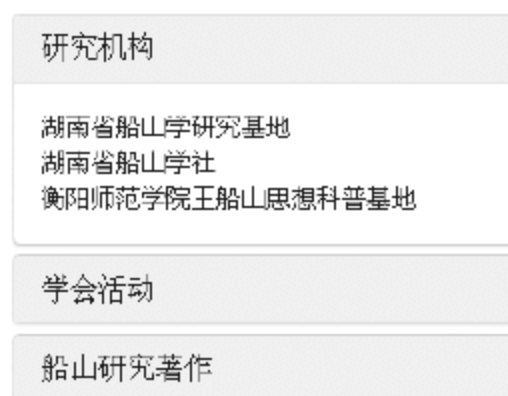 研究机构
湖南省船山学研究基地
湖南省船山学社
衡阳师范学院王船山思想科普基地
学会活动
船山研究著作